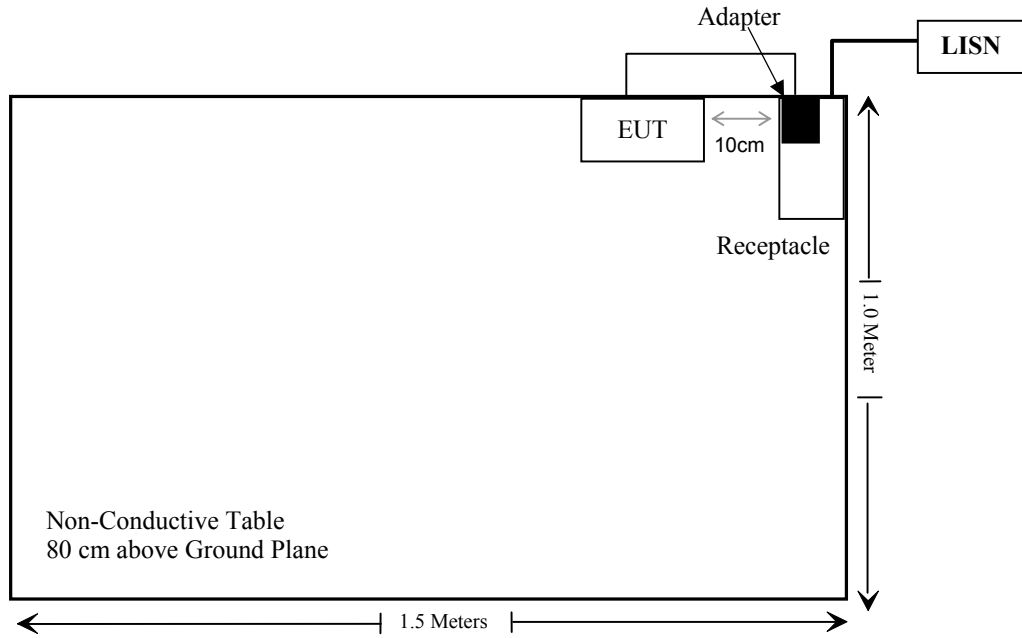 Adapter
LISN
EUT
10cm
Receptacle
1.0 Meter
Non-Conductive Table
80 cm above Ground Plane
1.5 Meters